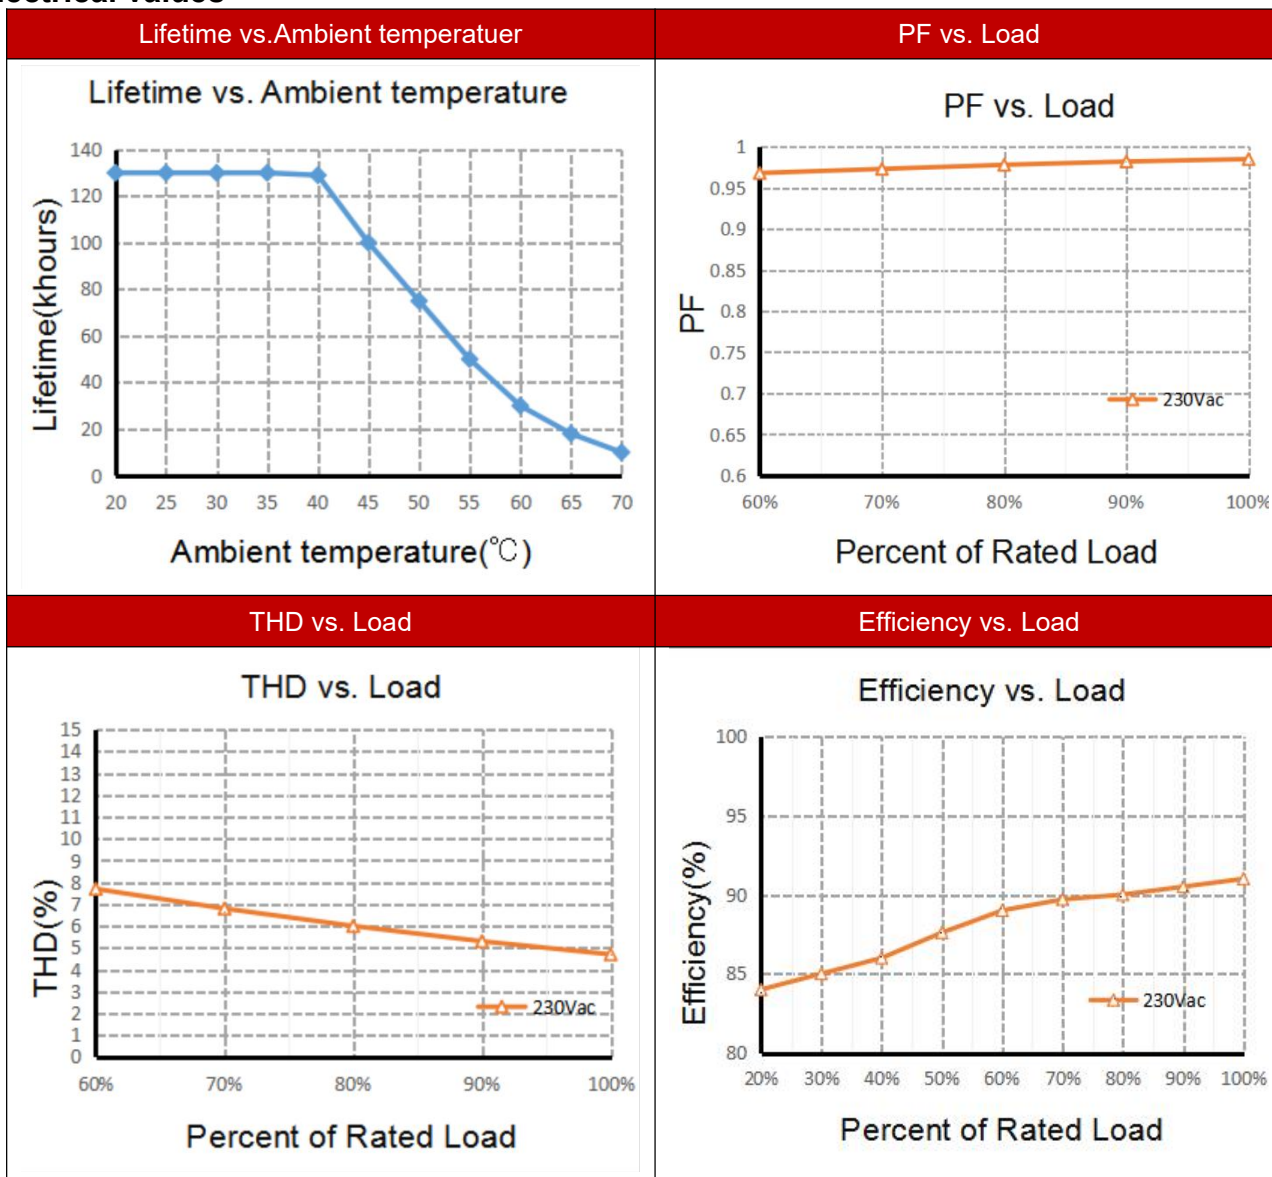 ectrical values
Lifetime vs.Ambient temperatuer
PF vs. Load
Lifetime vs. Ambient temperature
140
120
100
80
60
40
20
0
20 25 30 35 40 45 50 55 60 65 70
Lifetime(khours)
Ambient temperature(℃)
PF vs. Load
1
0.95
0.9
0.85
0.8
0.75
0.7
0.65
0.6
60% 70% 80% 90% 100%
PF
230Vac
Percent of Rated Load
THD vs. Load
Efficiency vs. Load
THD vs. Load
15
14
13
12
11
10
9
8
7
6
5
4
3
2
1
0
60% 70% 80% 90% 100%
THD(%)
230Vac
Percent of Rated Load
Efficiency vs. Load
100
95
90
85
80
20% 30% 40% 50% 60% 70% 80% 90% 100%
Efficiency(%)
230Vac
Percent of Rated Load